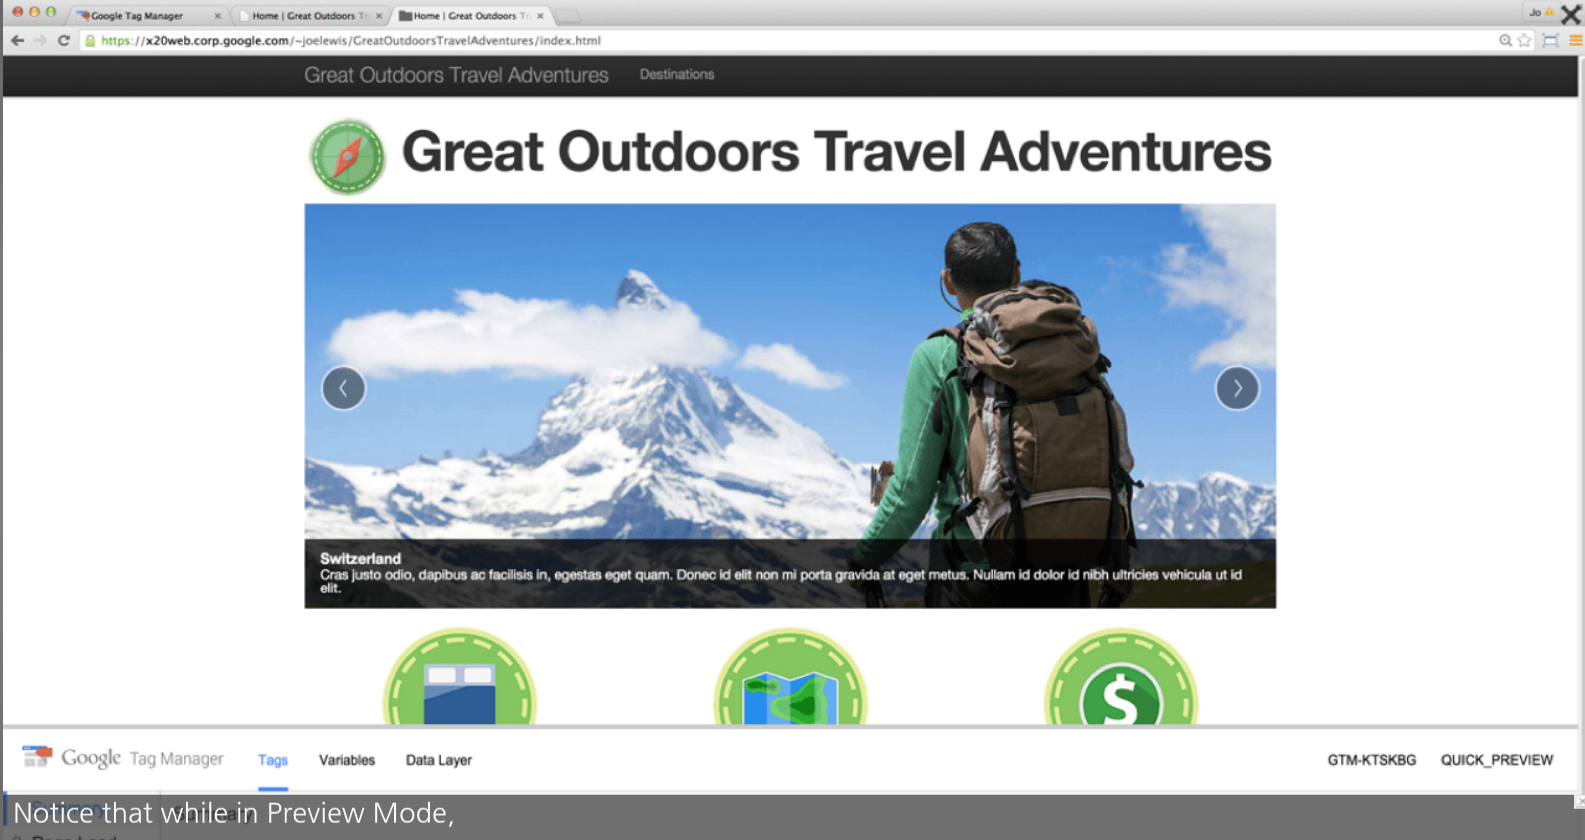 Google Tag Manager
Home | Great Outdoors Tr
Home | Great Outdoors Tr
Jo
https://x20web.corp.google.com/~joelewis/GreatOutdoorsTravelAdventures/index.html
Great Outdoors Travel Adventures
Destinations
Great Outdoors Travel Adventures
Switzerland
Cras justo odio, dapibus ac facilisis in, egestas eget quam. Donec id elit non mi porta gravida at eget metus. Nullam id dolor id nibh ultricies vehicula ut id
elit.
$
Google Tag Manager
Tags
Variables
Data Layer
GTM-KTSKBG
QUICK_PREVIEW
Notice that while in Preview Mode,